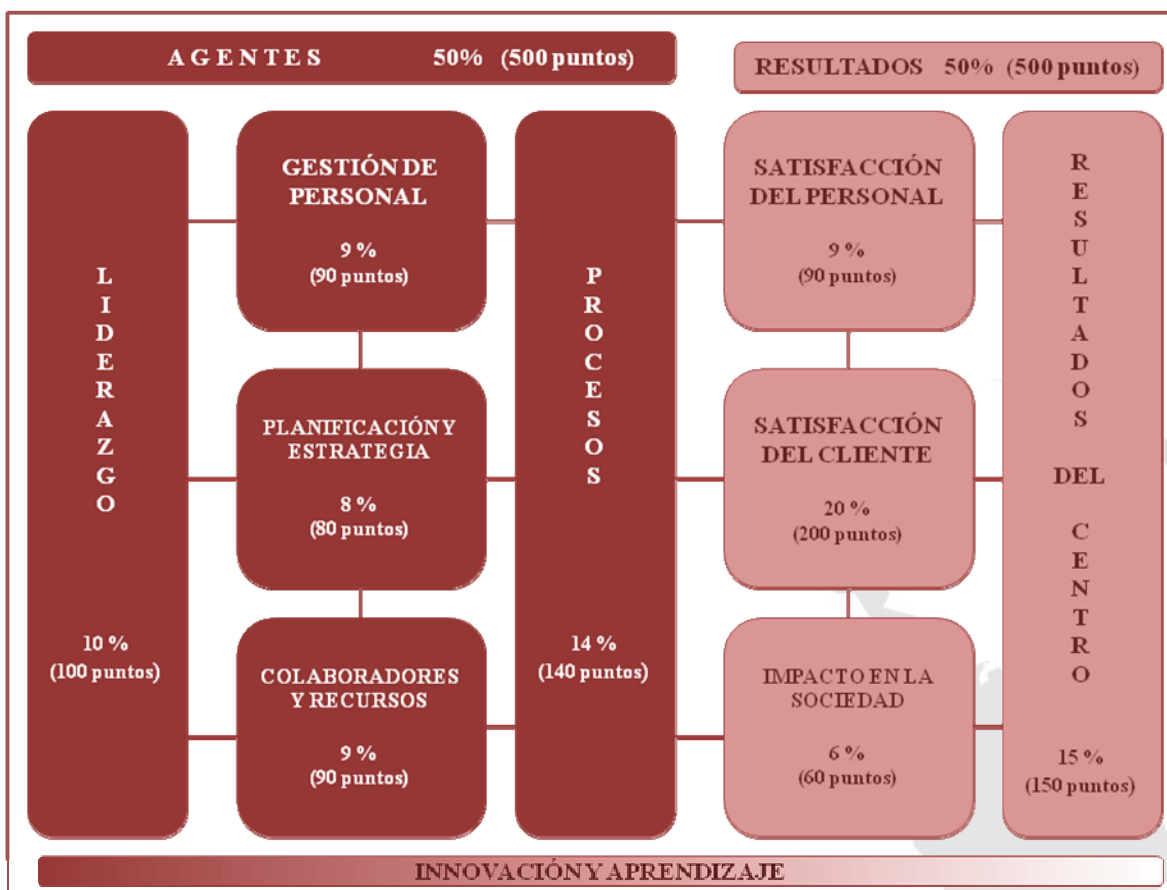 AGENTES 50% (500 puntos)
RESULTADOS 50% (500 puntos)
LIDERAZGO
10 %
(100 puntos)
GESTIÓN DE
PERSONAL
9 %
(90 puntos)
PLANIFICACIÓN Y
ESTRATEGIA
8 %
(80 puntos)
COLABORADORES
Y RECURSOS
9 %
(90 puntos)
PROCESOS
14 %
(140 puntos)
SATISFACCIÓN
DEL PERSONAL
9 %
(90 puntos)
SATISFACCIÓN
DEL CLIENTE
20 %
(200 puntos)
IMPACTO EN LA
SOCIEDAD
6 %
(60 puntos)
RESULTADOS
DEL
CENTRO
15 %
(150 puntos)
INNOVACIÓN Y APRENDIZAJE